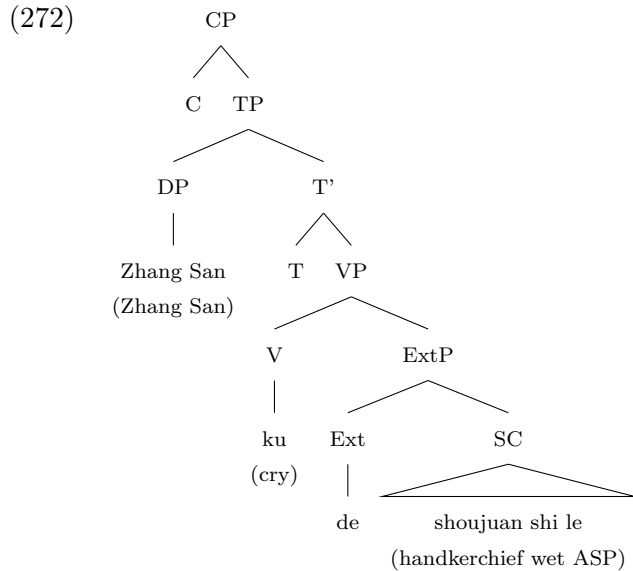 (272) CP
C TP
DP T'
Zhang San T VP
(Zhang San)
V ExtP
ku Ext SC
(cry)
de shoujuan shi le
(handkerchief wet ASP)